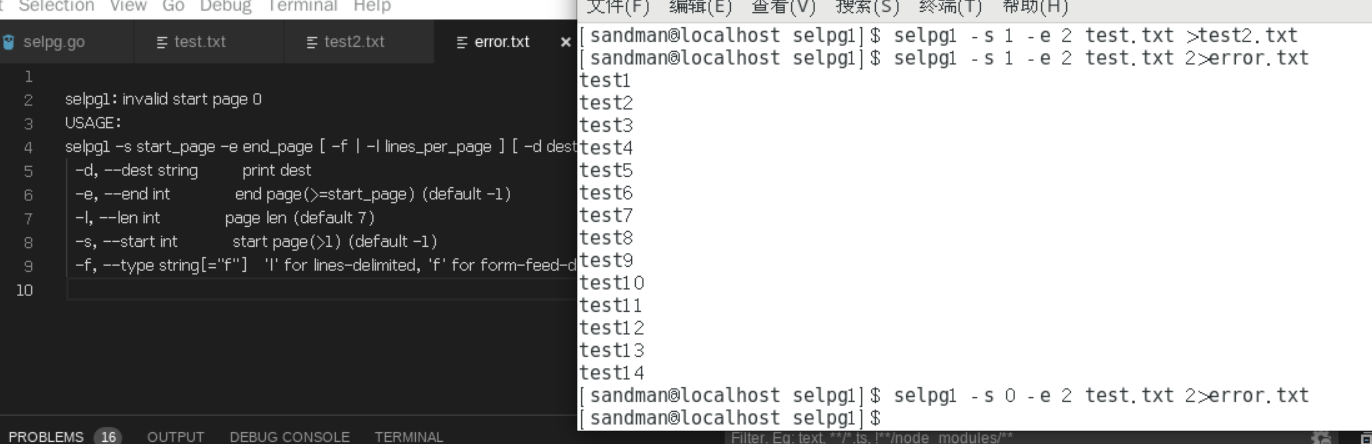 Selection View Go Debug Terminal Help
selpg.go test.txt test2.txt error.txt ×
1
2 selpg1: invalid start page 0
3 USAGE:
4 selpg1 -s start_page -e end_page [ -f | -l lines_per_page ] [ -d dest
5 -d, --dest string print dest
6 -e, --end int end page(>=start_page) (default -1)
7 -l, --len int page len (default 7)
8 -s, --start int start page(>1) (default -1)
9 -f, --type string[="f"] 'l' for lines-delimited, 'f' for form-feed-d
10
PROBLEMS 16 OUTPUT DEBUG CONSOLE TERMINAL
文件(F) 编辑(E) 查看(V) 搜索(S) 终端(T) 帮助(H)
[sandman@localhost selpg1]$ selpg1 -s 1 -e 2 test.txt >test2.txt
[sandman@localhost selpg1]$ selpg1 -s 1 -e 2 test.txt 2>error.txt
test1
test2
test3
test4
test5
test6
test7
test8
test9
test10
test11
test12
test13
test14
[sandman@localhost selpg1]$ selpg1 -s 0 -e 2 test.txt 2>error.txt
[sandman@localhost selpg1]$
Filter. Eg: text, **/*.ts, !**/node_modules/**